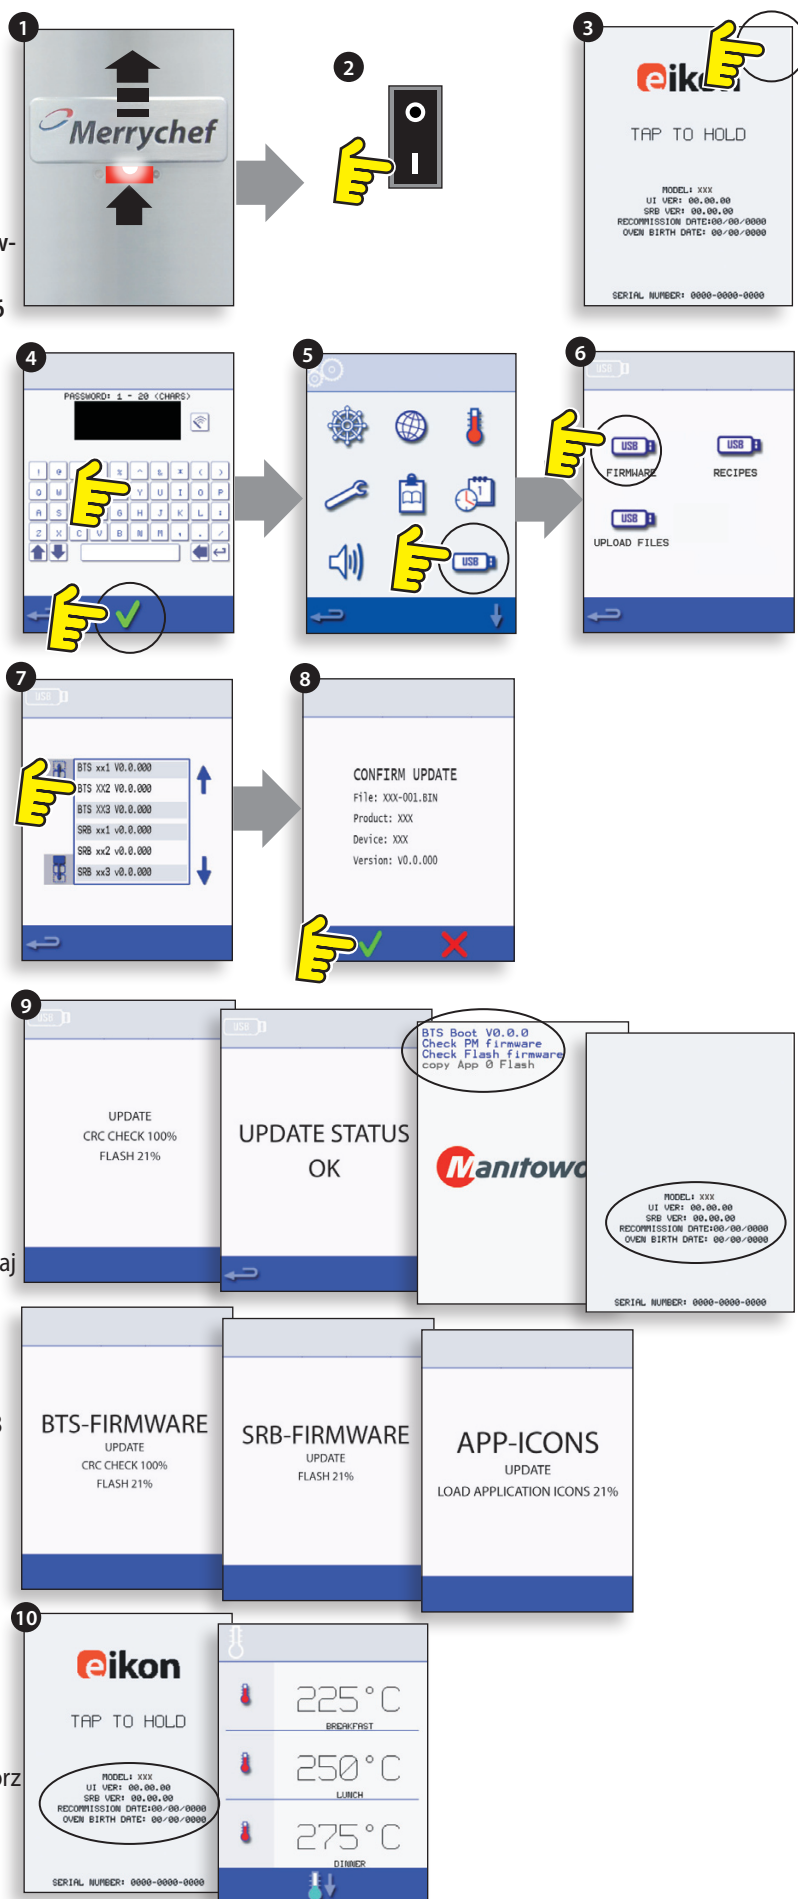 1
Merrychef
2
3
eikon
TAP TO HOLD
MODEL: XXX
UI VER: 00.00.00
SRB VER: 00.00.00
RECOMMISSION DATE:00/00/0000
OVEN BIRTH DATE: 00/00/0000
SERIAL NUMBER: 0000-0000-0000
w-
4
PASSWORD: 1 - 20 (CHARS)
! @ % ^ & * ( )
Q W Y U I O P
A S G H J K L :
Z X C V B N M , . /
5
1
USB
6
USB
USB
FIRMWARE
USB
RECIPES
USB
UPLOAD FILES
7
USB
BTS xx1 V0.0.000
BTS XX2 V0.0.000
BTS XX3 V0.0.000
SRB xx1 v0.0.000
SRB xx2 v0.0.000
SRB xx3 v0.0.000
8
CONFIRM UPDATE
File: XXX-001.BIN
Product: XXX
Device: XXX
Version: V0.0.000
9
USB
UPDATE
CRC CHECK 100%
FLASH 21%
USB
UPDATE STATUS
OK
BTS Boot V0.0.0
Check PM firmware
Check Flash firmware
copy App 0 Flash
Manitowo
MODEL: XXX
UI VER: 00.00.00
SRB VER: 00.00.00
RECOMMISSION DATE:00/00/0000
OVEN BIRTH DATE: 00/00/0000
SERIAL NUMBER: 0000-0000-0000
aj
BTS-FIRMWARE
UPDATE
CRC CHECK 100%
FLASH 21%
SRB-FIRMWARE
UPDATE
FLASH 21%
APP-ICONS
UPDATE
LOAD APPLICATION ICONS 21%
10
eikon
TAP TO HOLD
MODEL: XXX
UI VER: 00.00.00
SRB VER: 00.00.00
RECOMMISSION DATE:00/00/0000
OVEN BIRTH DATE: 00/00/0000
SERIAL NUMBER: 0000-0000-0000
orz
225°C
BREAKFAST
250°C
LUNCH
275°C
DINNER